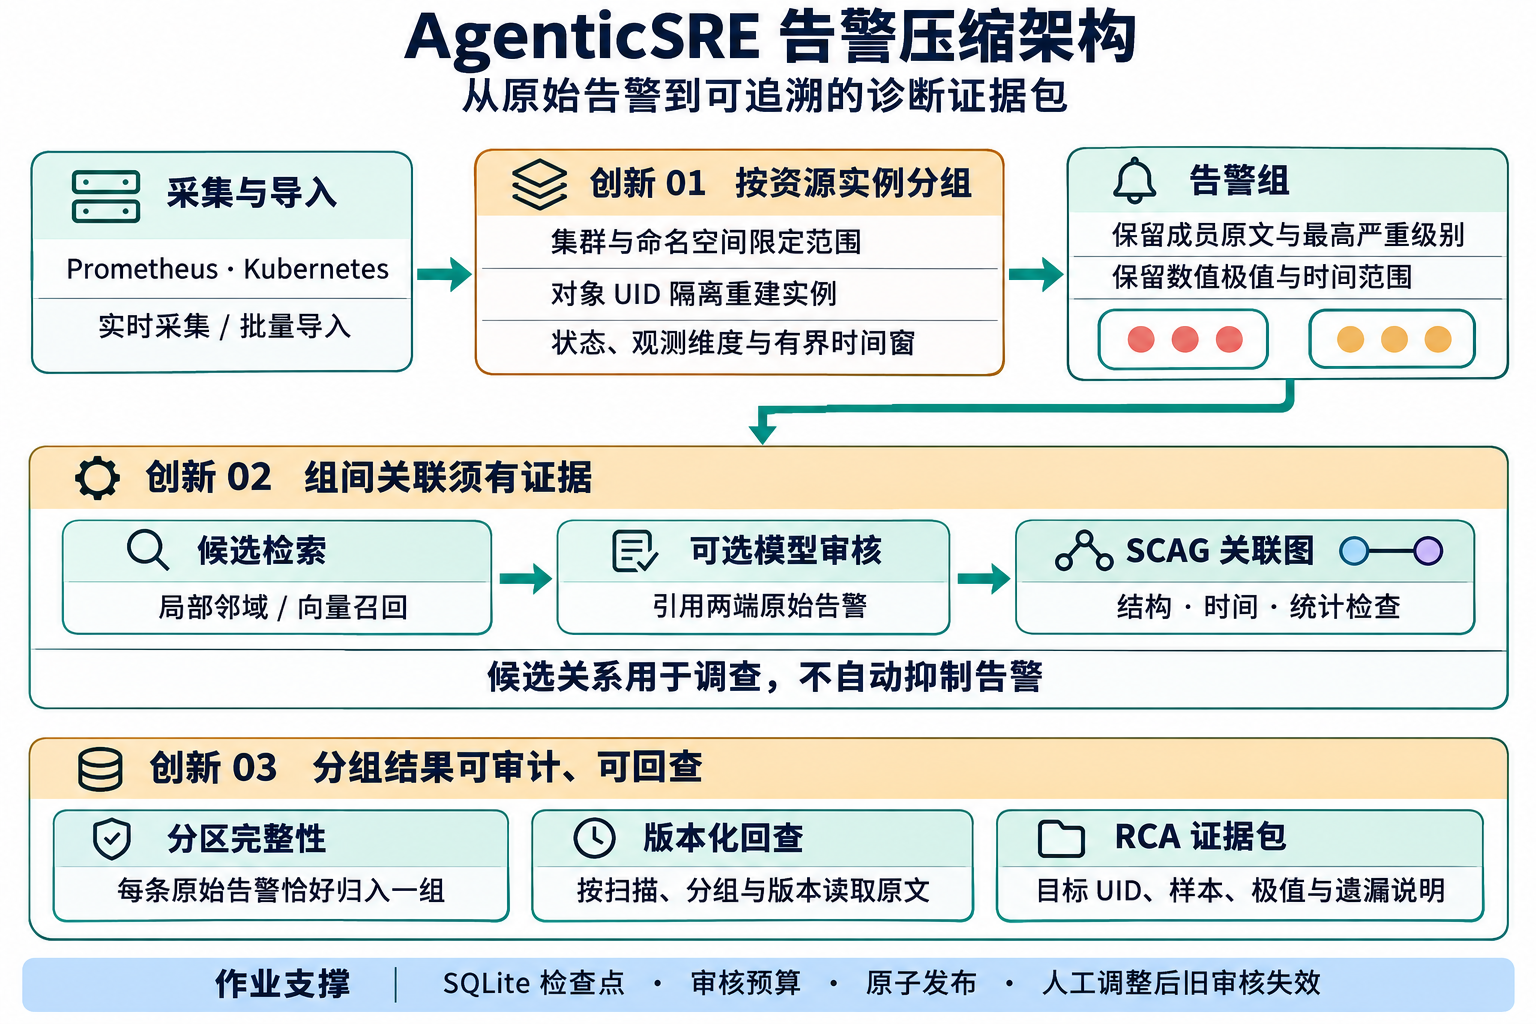 AgenticSRE 告警压缩架构
从原始告警到可追溯的诊断证据包
采集与导入
Prometheus · Kubernetes
实时采集 / 批量导入
创新 01 按资源实例分组
集群与命名空间限定范围
对象 UID 隔离重建实例
状态、观测维度与有界时间窗
告警组
保留成员原文与最高严重级别
保留数值极值与时间范围
创新 02 组间关联须有证据
候选检索
局部邻域 / 向量召回
可选模型审核
引用两端原始告警
SCAG 关联图
结构 · 时间 · 统计检查
候选关系用于调查，不自动抑制告警
创新 03 分组结果可审计、可回查
分区完整性
每条原始告警恰好归入一组
版本化回查
按扫描、分组与版本读取原文
RCA 证据包
目标 UID、样本、极值与遗漏说明
作业支撑 | SQLite 检查点 · 审核预算 · 原子发布 · 人工调整后旧审核失效